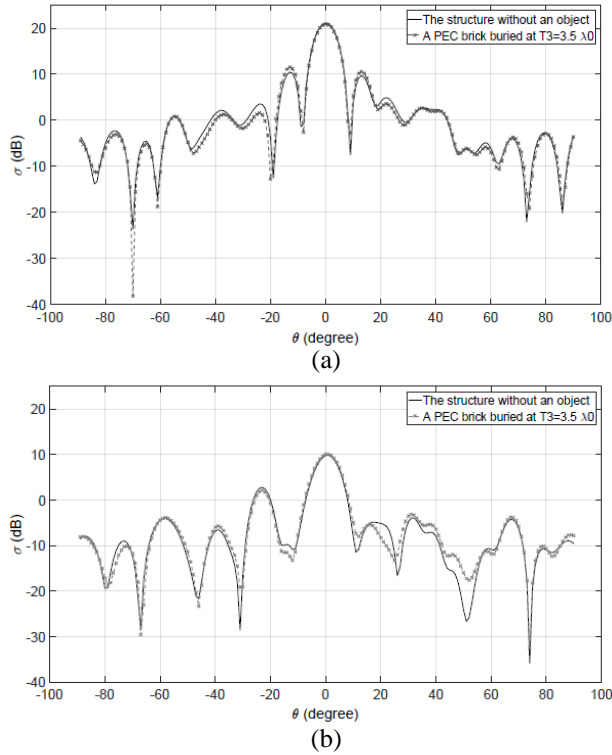 The structure without an object
A PEC brick buried at T3=3.5 λ0
20
10
0
-10
-20
-30
-40
σ (dB)
-100 -80 -60 -40 -20 0 20 40 60 80 100
θ (degree)
(a)
The structure without an object
A PEC brick buried at T3=3.5 λ0
20
10
0
-10
-20
-30
-40
σ (dB)
-100 -80 -60 -40 -20 0 20 40 60 80 100
θ (degree)
(b)